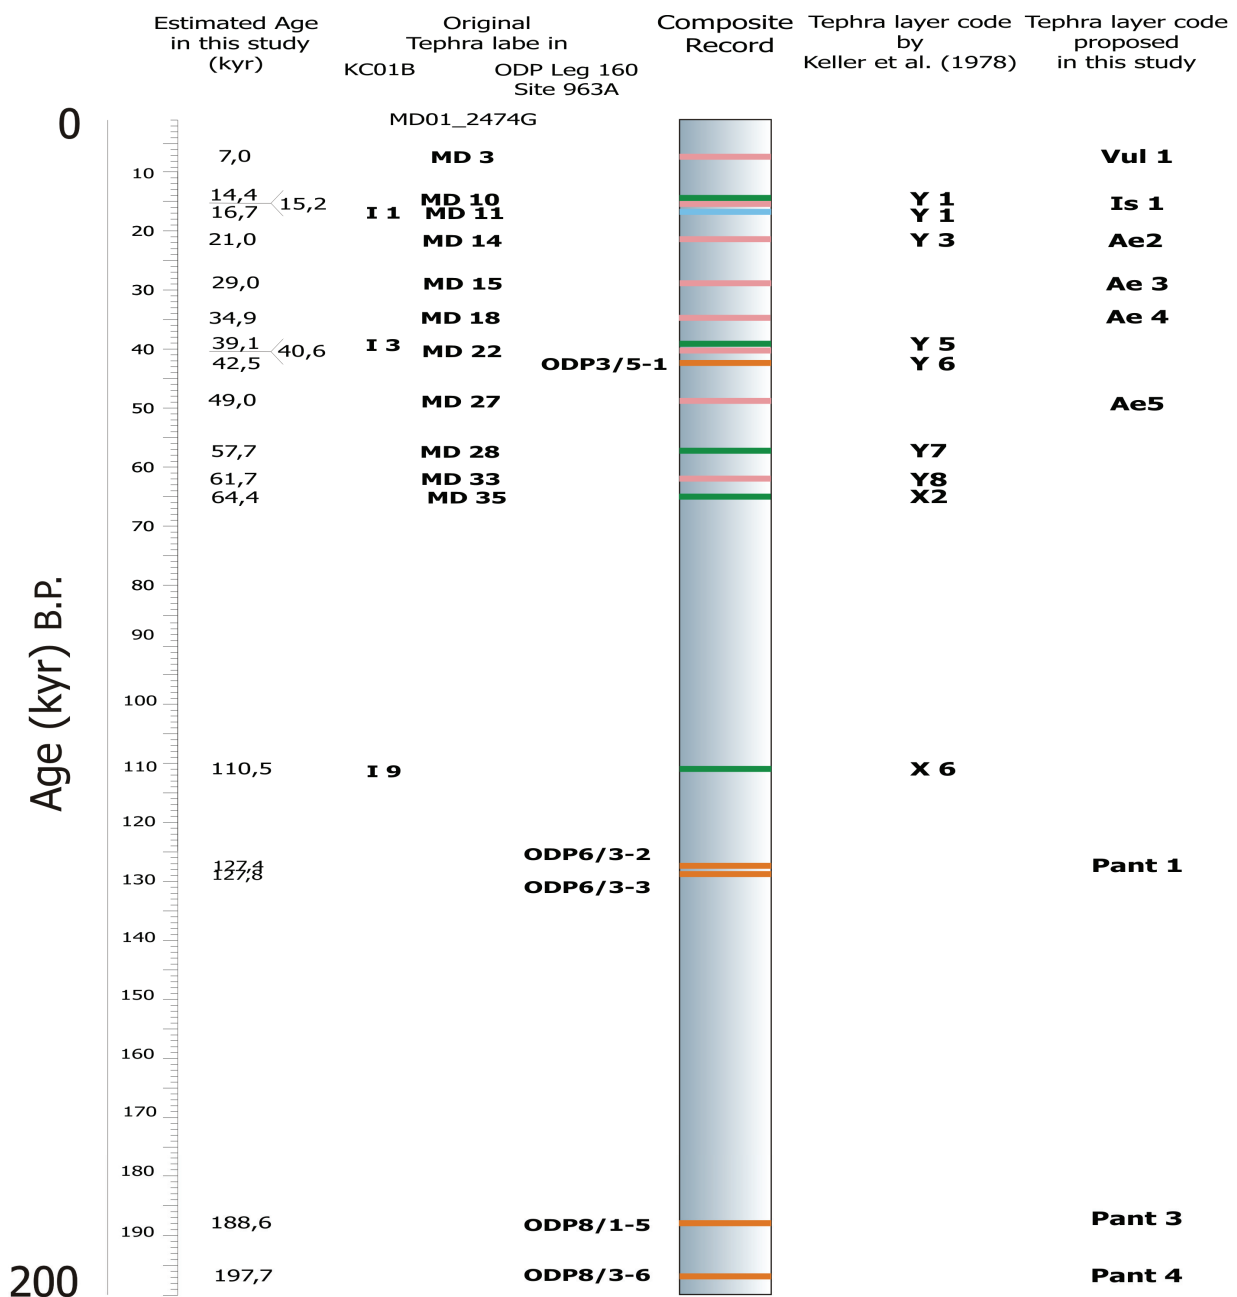 Estimated Age
in this study
(kyr)
Original
Tephra labe in
KC01B
ODP Leg 160
Site 963A
MD01_2474G
Composite
Record
Tephra layer code
by
Keller et al. (1978)
Tephra layer code
proposed
in this study
Age (kyr) B.P.
0
7,0 MD 3 Vul 1
10
14,4 MD 10 Y 1
15,2 Is 1
16,7 I 1 MD 11 Y 1
20
21,0 MD 14 Y 3 Ae2
29,0 MD 15 Ae 3
30
34,9 MD 18 Ae 4
39,1 I 3 Y 5
40
40,6 MD 22
42,5 ODP3/5-1 Y 6
49,0 MD 27 Ae5
50
57,7 MD 28 Y7
60
61,7 MD 33 Y8
64,4 MD 35 X2
70
80
90
100
110
110,5 I 9 X 6
120
ODP6/3-2
127,4 Pant 1
127,8
130
ODP6/3-3
140
150
160
170
180
188,6 ODP8/1-5 Pant 3
190
197,7 ODP8/3-6 Pant 4
200